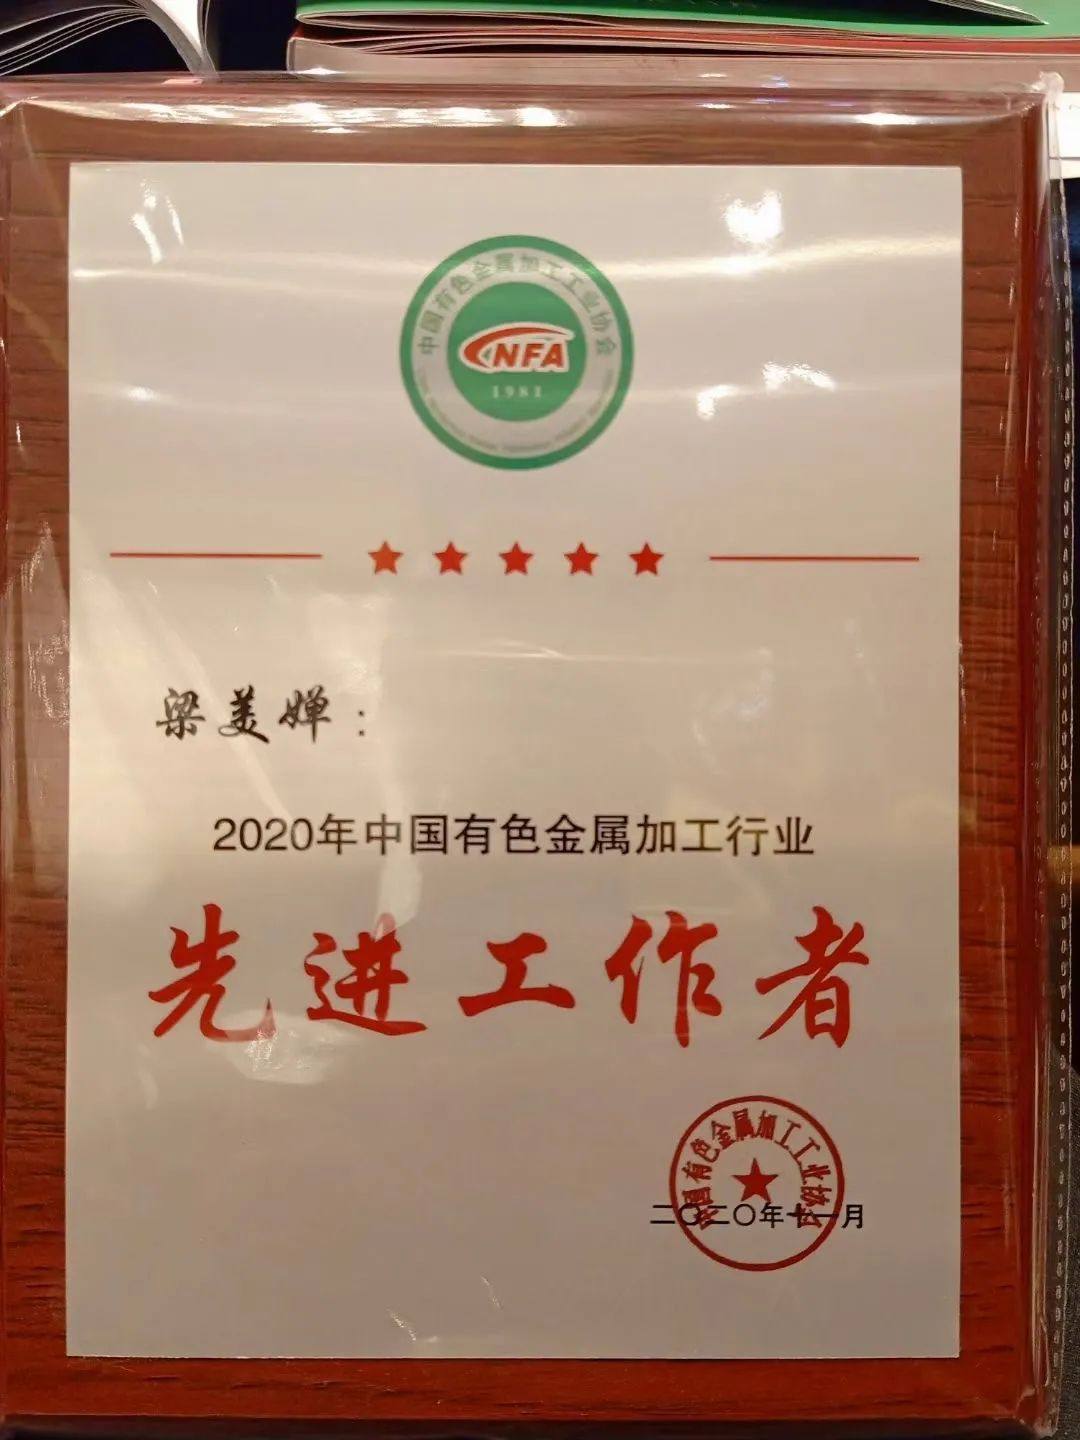 中国有色金属加工工业协会
CNFA
1981
梁美婵：
2020年中国有色金属加工行业
先进工作者
中国有色金属加工工业协会
二〇二〇年十一月